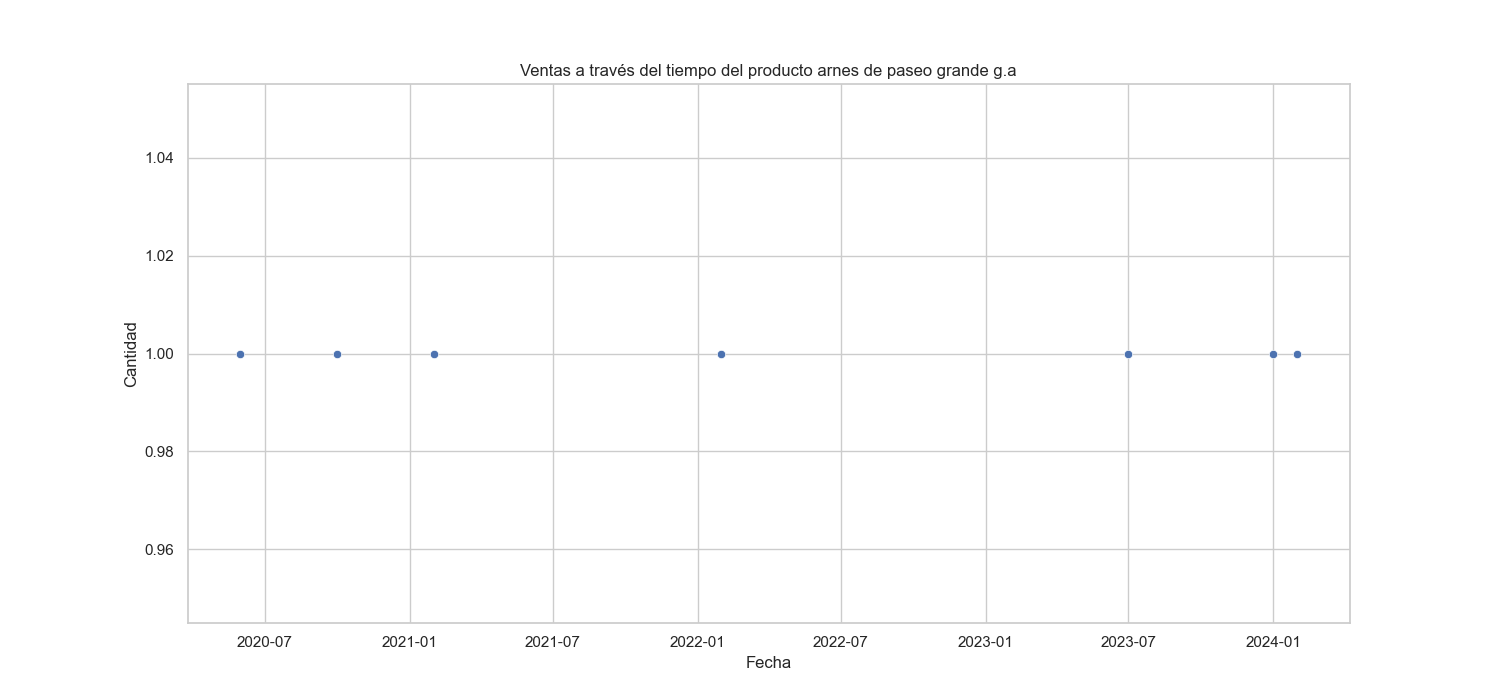 Ventas a través del tiempo del producto arnes de paseo grande g.a
1.04
1.02
1.00
0.98
0.96
Cantidad
2020-07 2021-01 2021-07 2022-01 2022-07 2023-01 2023-07 2024-01
Fecha